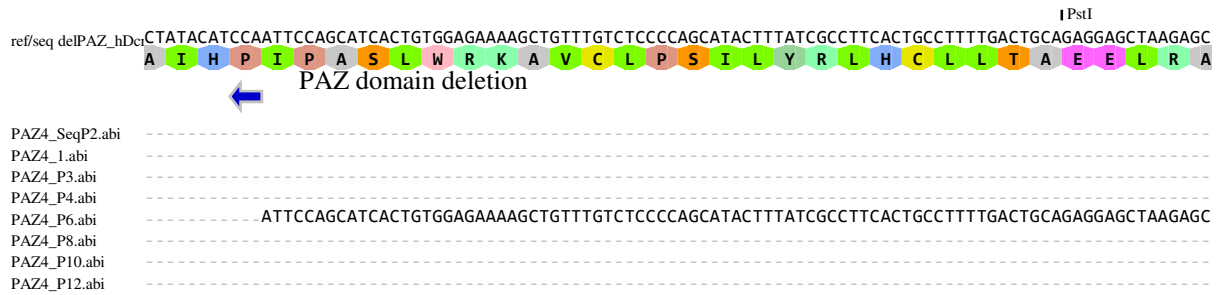 PstI
ref/seq delPAZ_hDcr CTATACATCCAATTCCAGCATCACTGTGGAGAAAAGCTGTTTGTCTCCCCAGCATACTTTATCGCCTTCACTGCCTTTTGACTGCAGAGGAGCTAAGAGC
A I H P I P A S L W R K A V C L P S I L Y R L H C L L T A E E L R A
PAZ domain deletion
PAZ4_SeqP2.abi
PAZ4_1.abi
PAZ4_P3.abi
PAZ4_P4.abi
PAZ4_P6.abi ATTCCAGCATCACTGTGGAGAAAAGCTGTTTGTCTCCCCAGCATACTTTATCGCCTTCACTGCCTTTTGACTGCAGAGGAGCTAAGAGC
PAZ4_P8.abi
PAZ4_P10.abi
PAZ4_P12.abi